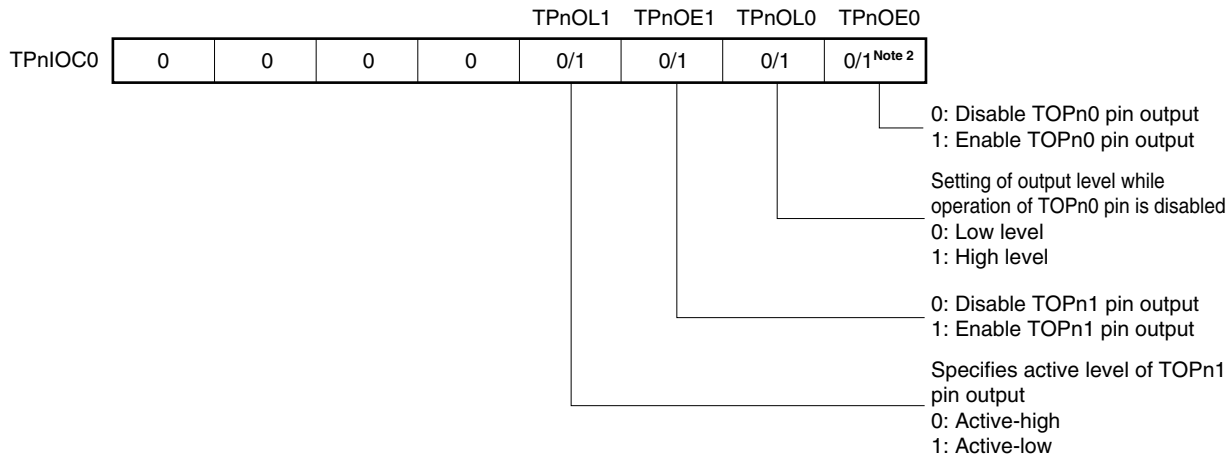 TPnOL1 TPnOE1 TPnOL0 TPnOE0
TPnIOC0 0 0 0 0 0/1 0/1 0/1 0/1Note 2
0: Disable TOPn0 pin output
1: Enable TOPn0 pin output
Setting of output level while
operation of TOPn0 pin is disabled
0: Low level
1: High level
0: Disable TOPn1 pin output
1: Enable TOPn1 pin output
Specifies active level of TOPn1
pin output
0: Active-high
1: Active-low